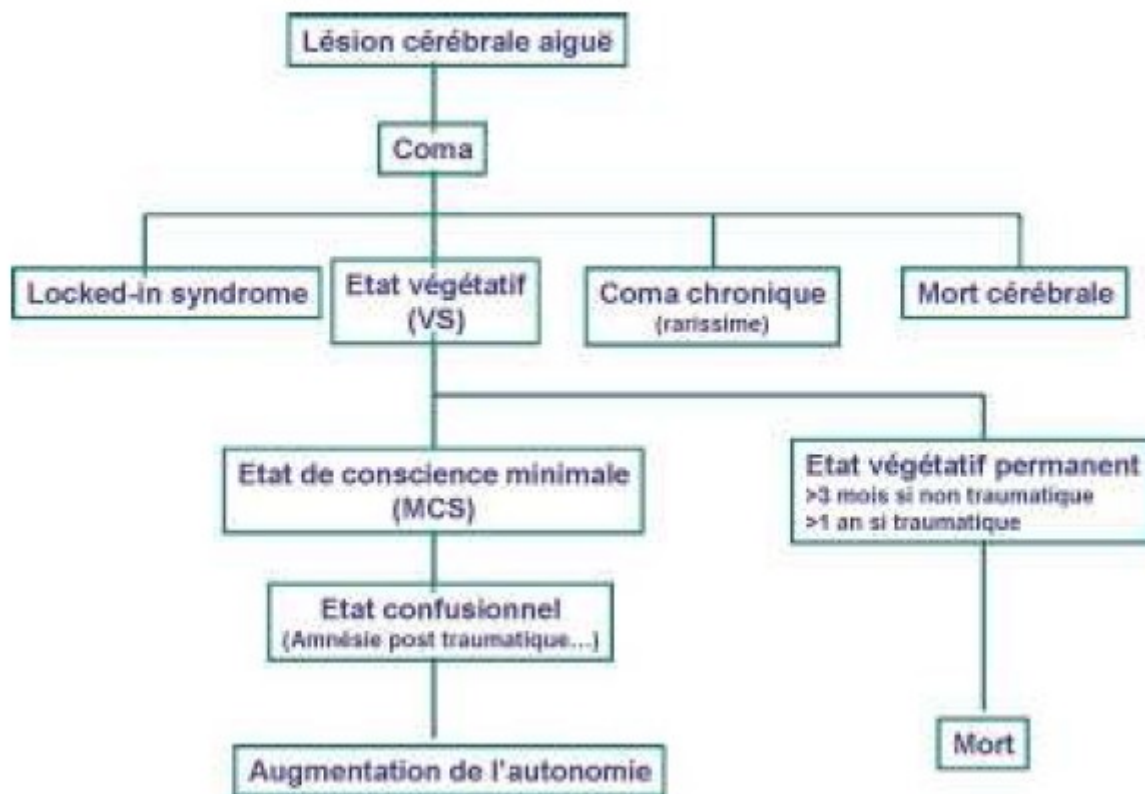 Lésion cérébrale aiguë
Coma
Locked-in syndrome
Etat végétatif
(VS)
Coma chronique
(rarissime)
Mort cérébrale
Etat de conscience minimale
(MCS)
Etat végétatif permanent
>3 mois si non traumatique
>1 an si traumatique
Etat confusionnel
(Amnésie post traumatique...)
Mort
Augmentation de l'autonomie